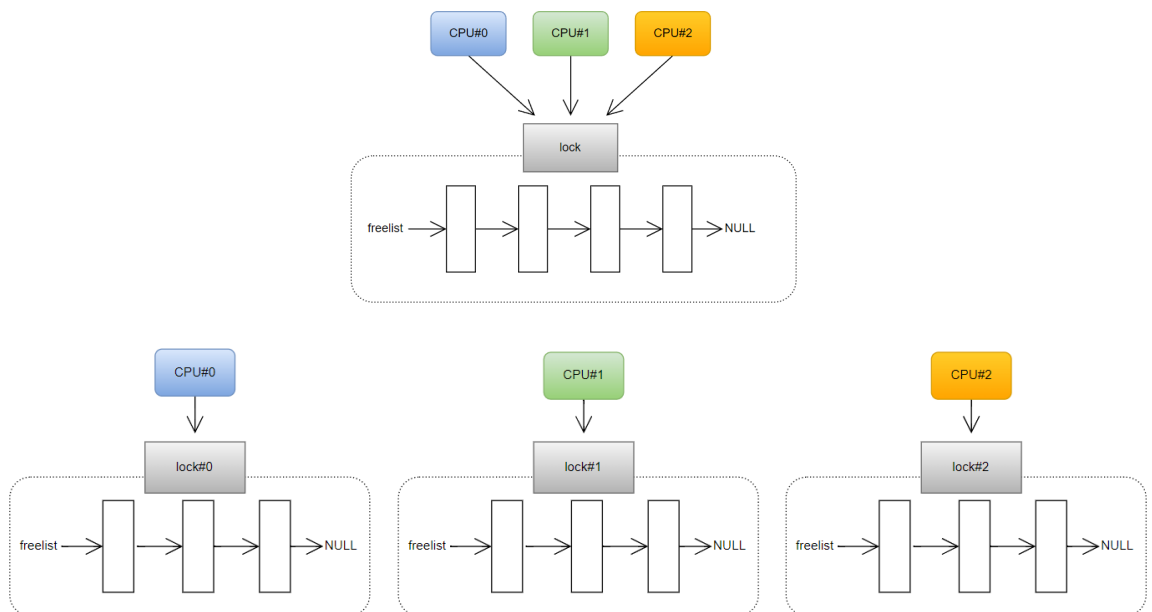 CPU#0 CPU#1 CPU#2
lock
freelist NULL
CPU#0 CPU#1 CPU#2
lock#0 lock#1 lock#2
freelist NULL freelist NULL freelist NULL